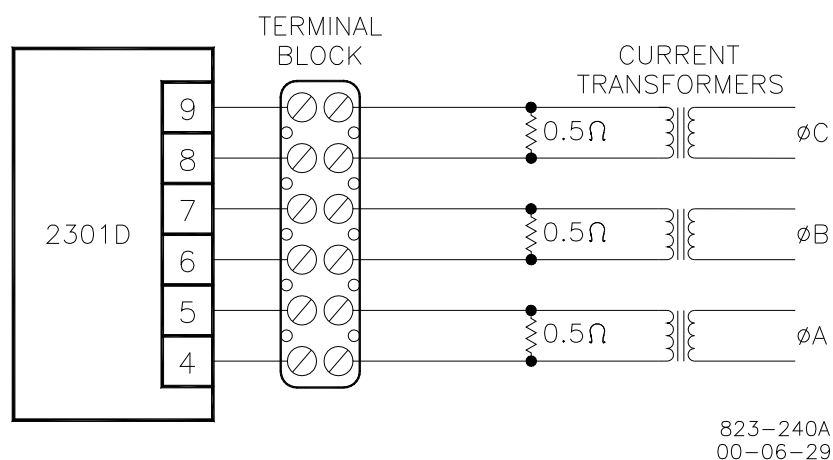 TERMINAL
BLOCK
CURRENT
TRANSFORMERS
9
0.5Ω
øC
8
7
2301D
0.5Ω
øB
6
5
0.5Ω
øA
4
823-240A
00-06-29